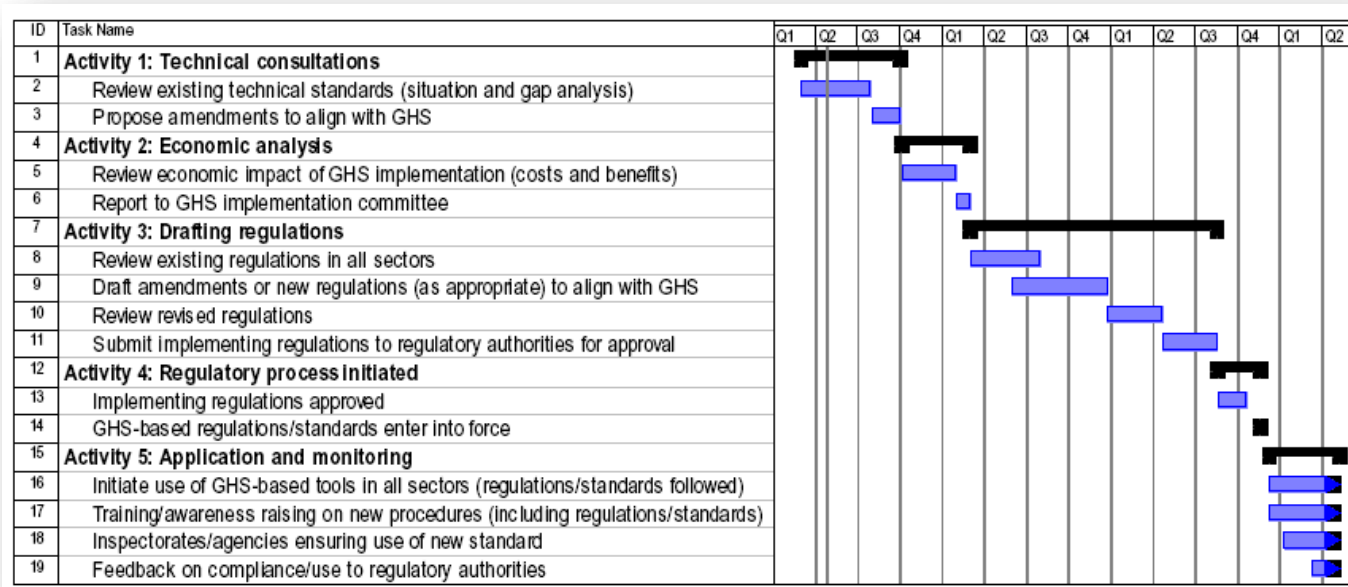 ID Task Name Q1 Q2 Q3 Q4 Q1 Q2 Q3 Q4 Q1 Q2 Q3 Q4 Q1 Q2
1 Activity 1: Technical consultations
2 Review existing technical standards (situation and gap analysis)
3 Propose amendments to align with GHS
4 Activity 2: Economic analysis
5 Review economic impact of GHS implementation (costs and benefits)
6 Report to GHS implementation committee
7 Activity 3: Drafting regulations
8 Review existing regulations in all sectors
9 Draft amendments or new regulations (as appropriate) to align with GHS
10 Review revised regulations
11 Submit implementing regulations to regulatory authorities for approval
12 Activity 4: Regulatory process initiated
13 Implementing regulations approved
14 GHS-based regulations/standards enter into force
15 Activity 5: Application and monitoring
16 Initiate use of GHS-based tools in all sectors (regulations/standards followed)
17 Training/awareness raising on new procedures (including regulations/standards)
18 Inspectorates/agencies ensuring use of new standard
19 Feedback on compliance/use to regulatory authorities